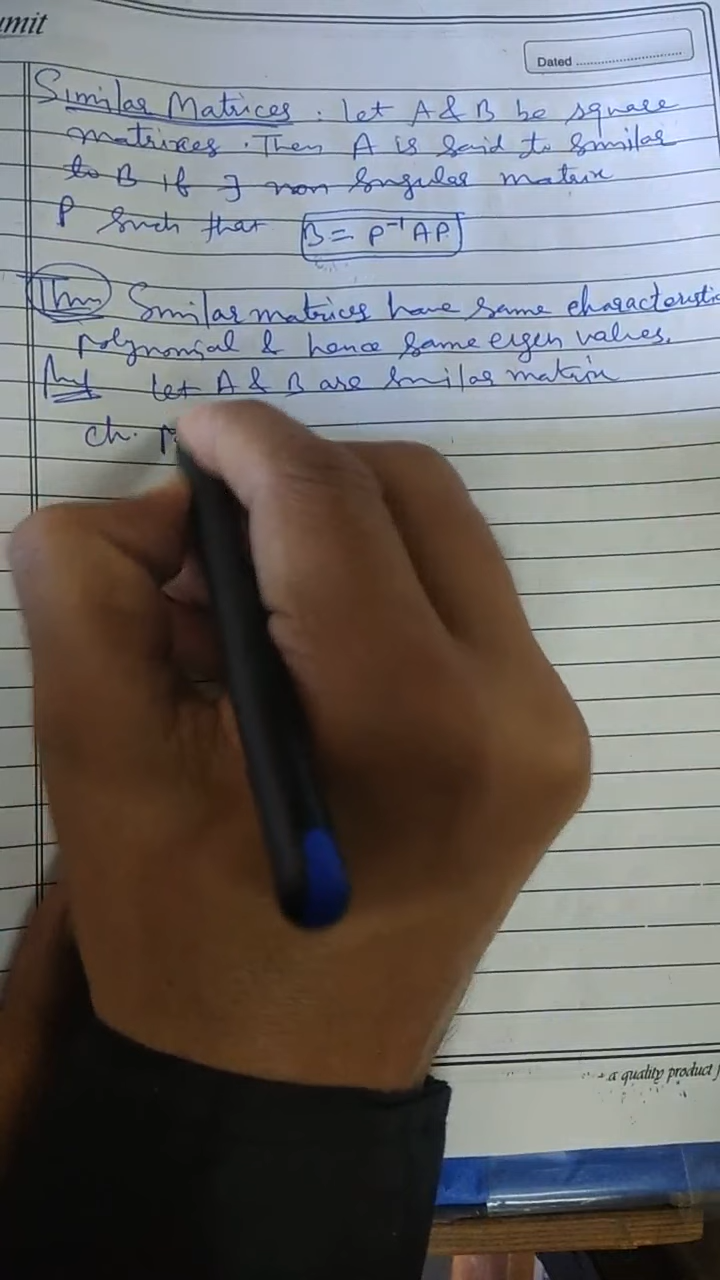 umit
Dated
Similar Matrices : let A & B be square
matrixes. Then A is said to similar
to B if ∃ non singular matrix
P such that B = P⁻¹AP
Thm Similar matrices have same characteristic
polynomial & hence same eigen values.
Prf let A & B are similar matrix
ch. p
a quality product